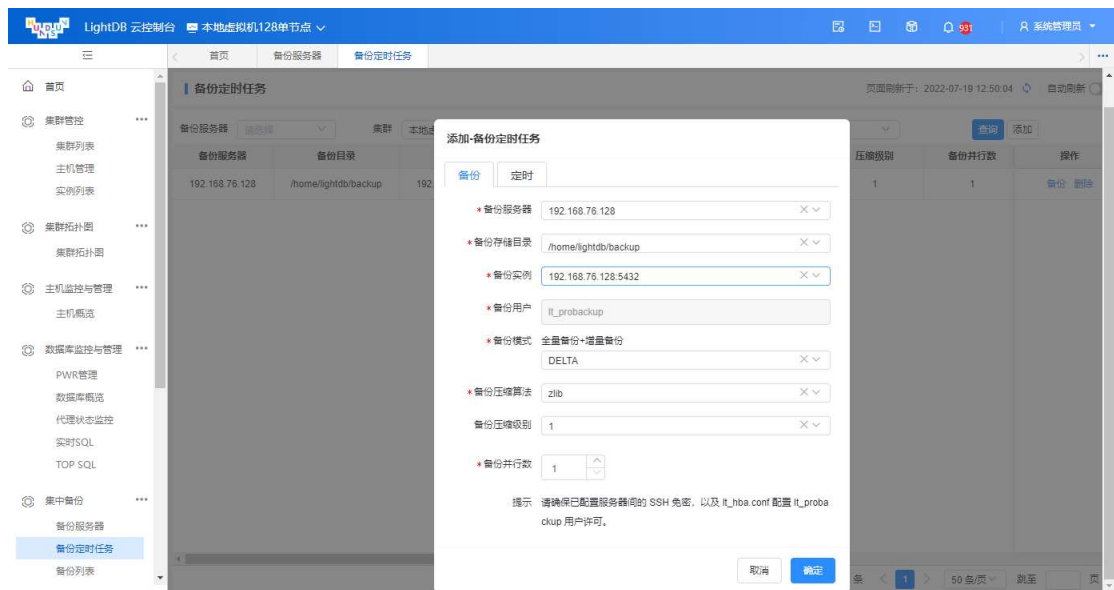 HUNDSUN LightDB 云控制台 本地虚拟机128单节点 931 系统管理员
首页 备份服务器 备份定时任务
首页
集群管控
集群列表
主机管理
实例列表
集群拓扑图
集群拓扑图
主机监控与管理
主机概览
数据库监控与管理
PWR管理
数据库概览
代理状态监控
实时SQL
TOP SQL
集中备份
备份服务器
备份定时任务
备份列表
备份定时任务 页面刷新于：2022-07-19 12:50:04 自动刷新
备份服务器 请选择 集群 查询 添加
备份服务器 备份目录 压缩级别 备份并行数 操作
192.168.76.128 /home/lightdb/backup 192. 1 1 备份 删除
添加-备份定时任务
备份 定时
*备份服务器 192.168.76.128
*备份存储目录 /home/lightdb/backup
*备份实例 192.168.76.128:5432
*备份用户 lt_probackup
*备份模式 全量备份+增量备份
DELTA
*备份压缩算法 zlib
备份压缩级别 1
*备份并行数 1
提示 请确保已配置服务器间的 SSH 免密，以及 lt_hba.conf 配置 lt_proba
ckup 用户许可。
取消 确定
条 1 50 条/页 跳至 页